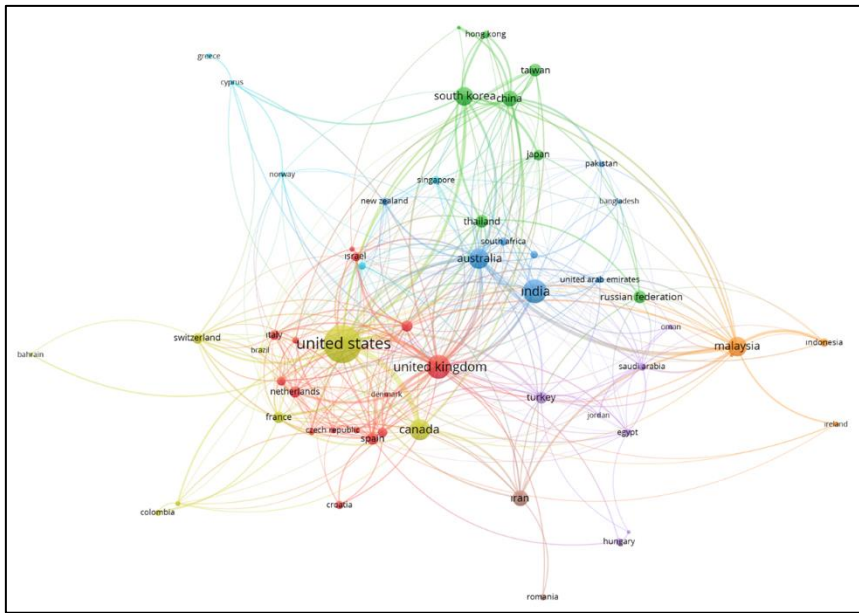 hong kong
greece
taiwan
cyprus
south korea
china
japan
pakistan
norway
singapore
new zealand
bangladesh
thailand
south africa
israel
australia
united arab emirates
india
russian federation
oman
italy
switzerland
united states
malaysia
indonesia
brazil
bahrain
united kingdom
saudi arabia
netherlands
denmark
turkey
france
jordan
ireland
czech republic
canada
egypt
spain
iran
croatia
colombia
hungary
romania